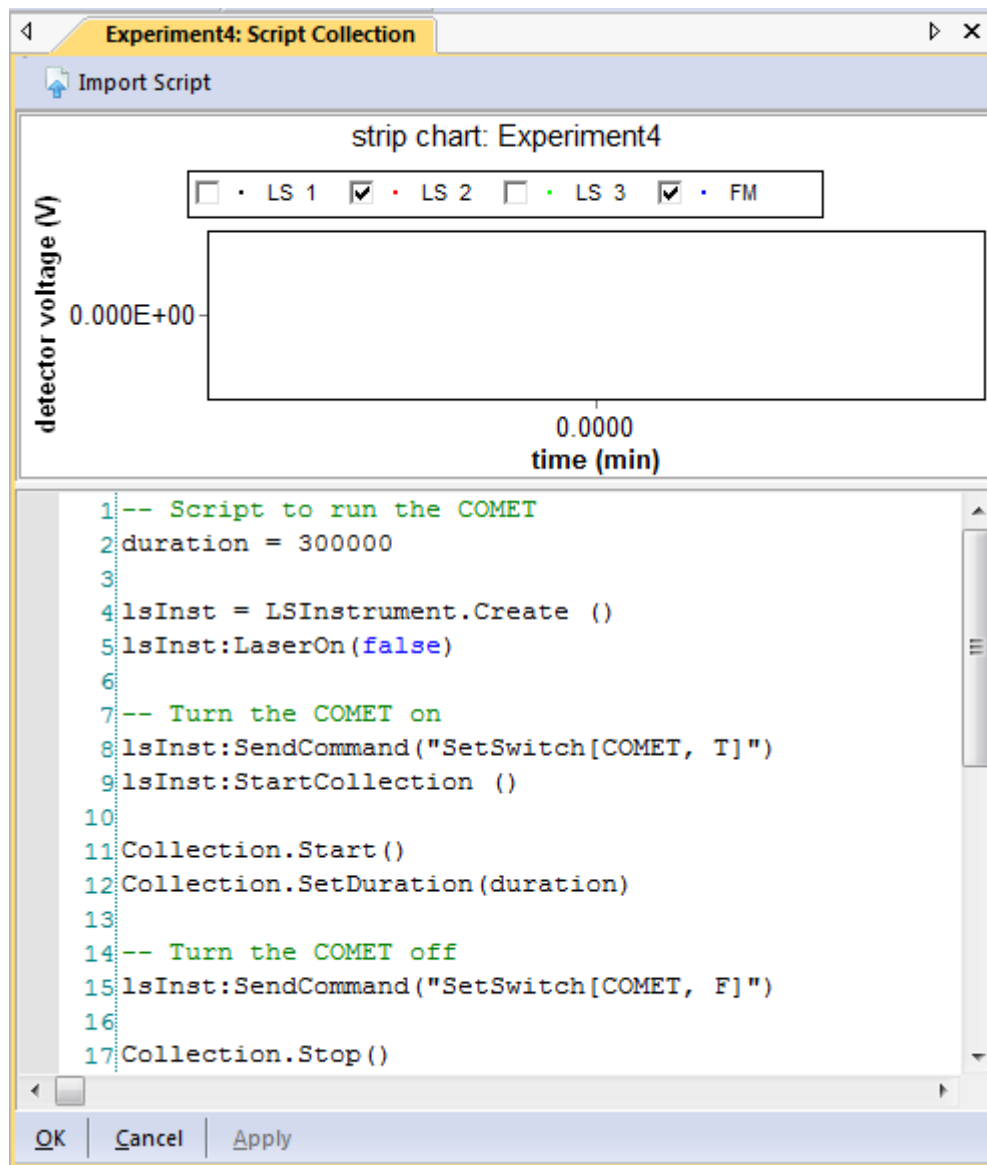 Experiment4: Script Collection
Import Script
strip chart: Experiment4
LS 1 LS 2 LS 3 FM
detector voltage (V)
0.000E+00
0.0000
time (min)
1 -- Script to run the COMET
2 duration = 300000
3
4 lsInst = LSInstrument.Create ()
5 lsInst:LaserOn(false)
6
7 -- Turn the COMET on
8 lsInst:SendCommand("SetSwitch[COMET, T]")
9 lsInst:StartCollection ()
10
11 Collection.Start()
12 Collection.SetDuration(duration)
13
14 -- Turn the COMET off
15 lsInst:SendCommand("SetSwitch[COMET, F]")
16
17 Collection.Stop()
OK Cancel Apply